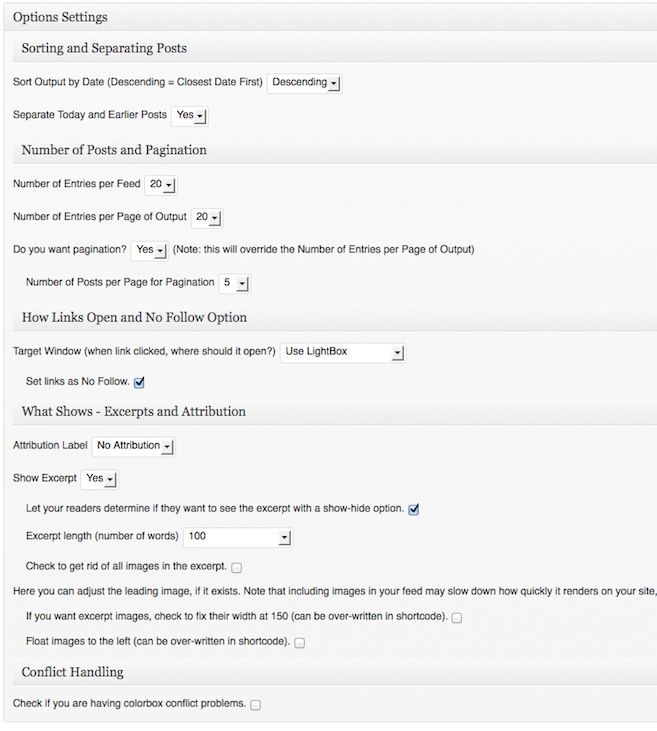 Options Settings
Sorting and Separating Posts
Sort Output by Date (Descending = Closest Date First) Descending
Separate Today and Earlier Posts Yes
Number of Posts and Pagination
Number of Entries per Feed 20
Number of Entries per Page of Output 20
Do you want pagination? Yes (Note: this will override the Number of Entries per Page of Output)
Number of Posts per Page for Pagination 5
How Links Open and No Follow Option
Target Window (when link clicked, where should it open?) Use LightBox
Set links as No Follow.
What Shows - Excerpts and Attribution
Attribution Label No Attribution
Show Excerpt Yes
Let your readers determine if they want to see the excerpt with a show-hide option.
Excerpt length (number of words) 100
Check to get rid of all images in the excerpt.
Here you can adjust the leading image, if it exists. Note that including images in your feed may slow down how quickly it renders on your site,
If you want excerpt images, check to fix their width at 150 (can be over-written in shortcode).
Float images to the left (can be over-written in shortcode).
Conflict Handling
Check if you are having colorbox conflict problems.